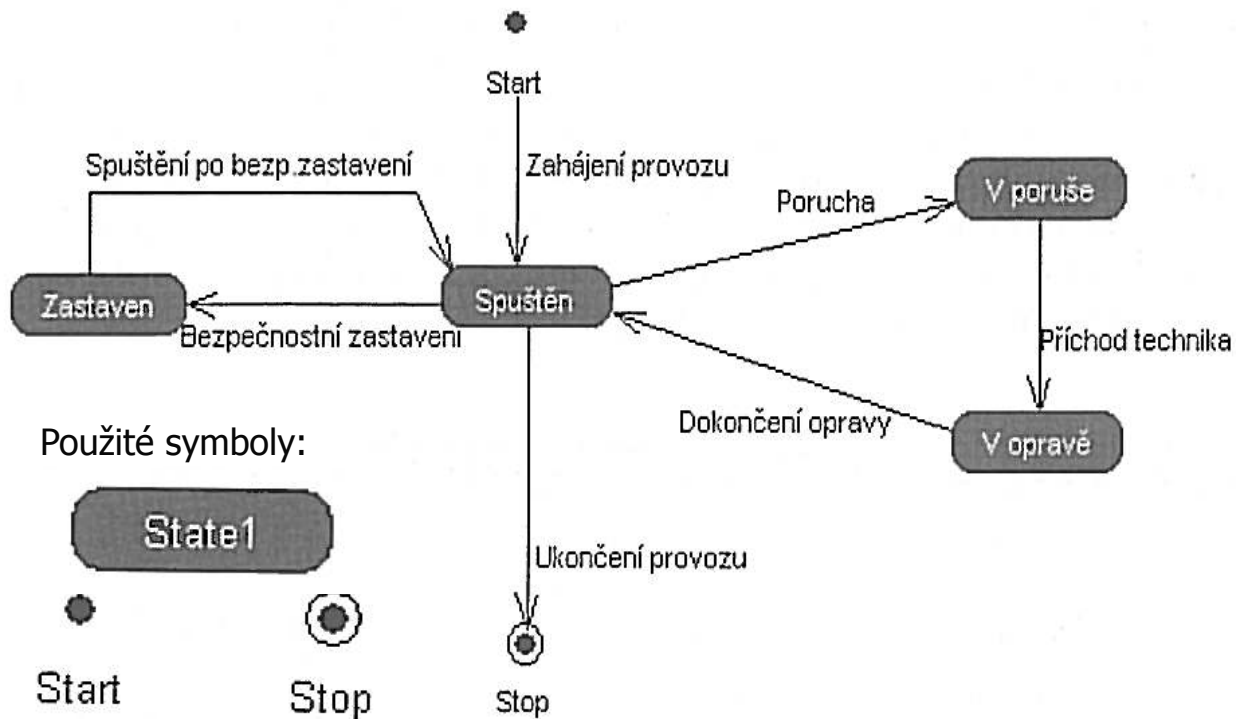 Start
Spuštění po bezp.zastavení
Zahájení provozu
Porucha
V poruše
Zastaven
Spuštěn
Bezpečnostní zastavení
Příchod technika
Dokončení opravy
V opravě
Použité symboly:
State1
Ukončení provozu
Start
Stop
Stop